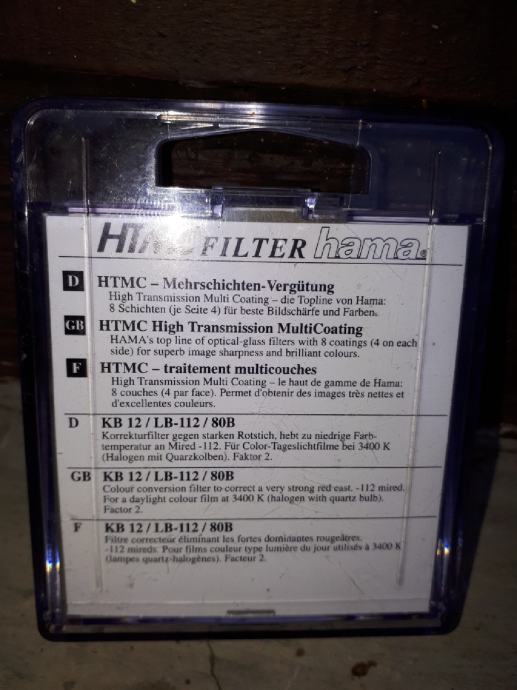 HTMC FILTER hama®
D HTMC – Mehrschichten-Vergütung
High Transmission Multi Coating – die Topline von Hama:
8 Schichten (je Seite 4) für beste Bildschärfe und Farben.
GB HTMC High Transmission MultiCoating
HAMA's top line of optical-glass filters with 8 coatings (4 on each
side) for superb image sharpness and brilliant colours.
F HTMC – traitement multicouches
High Transmission Multi Coating – le haut de gamme de Hama:
8 couches (4 par face). Permet d'obtenir des images très nettes et
d'excellentes couleurs.
D KB 12 / LB-112 / 80B
Korrekturfilter gegen starken Rotstich, hebt zu niedrige Farb-
temperatur an Mired -112. Für Color-Tageslichtfilme bei 3400 K
(Halogen mit Quarzkolben). Faktor 2.
GB KB 12 / LB-112 / 80B
Colour conversion filter to correct a very strong red cast. -112 mired.
For a daylight colour film at 3400 K (halogen with quartz bulb).
Factor 2.
F KB 12 / LB-112 / 80B
Filtre correcteur éliminant les fortes dominantes rougeâtres.
-112 mireds. Pour films couleur type lumière du jour utilisés à 3400 K
(lampes quartz-halogènes). Facteur 2.